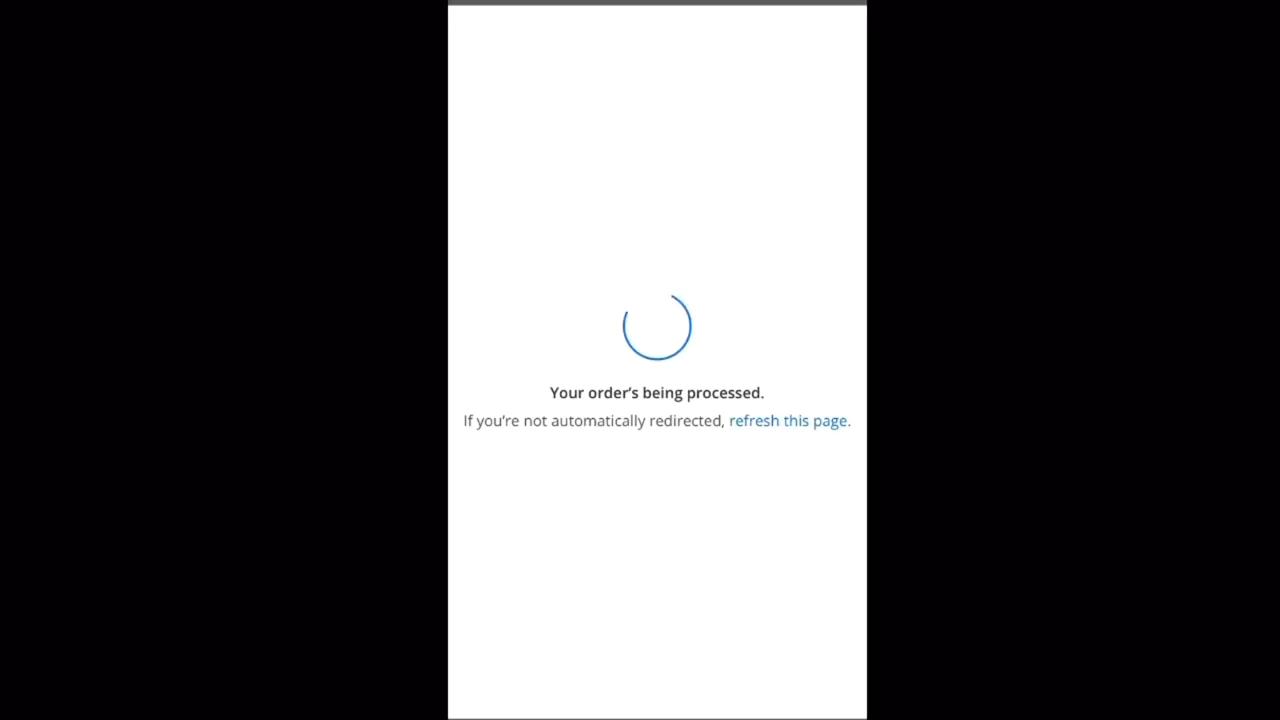 Your order’s being processed.
If you’re not automatically redirected, refresh this page.